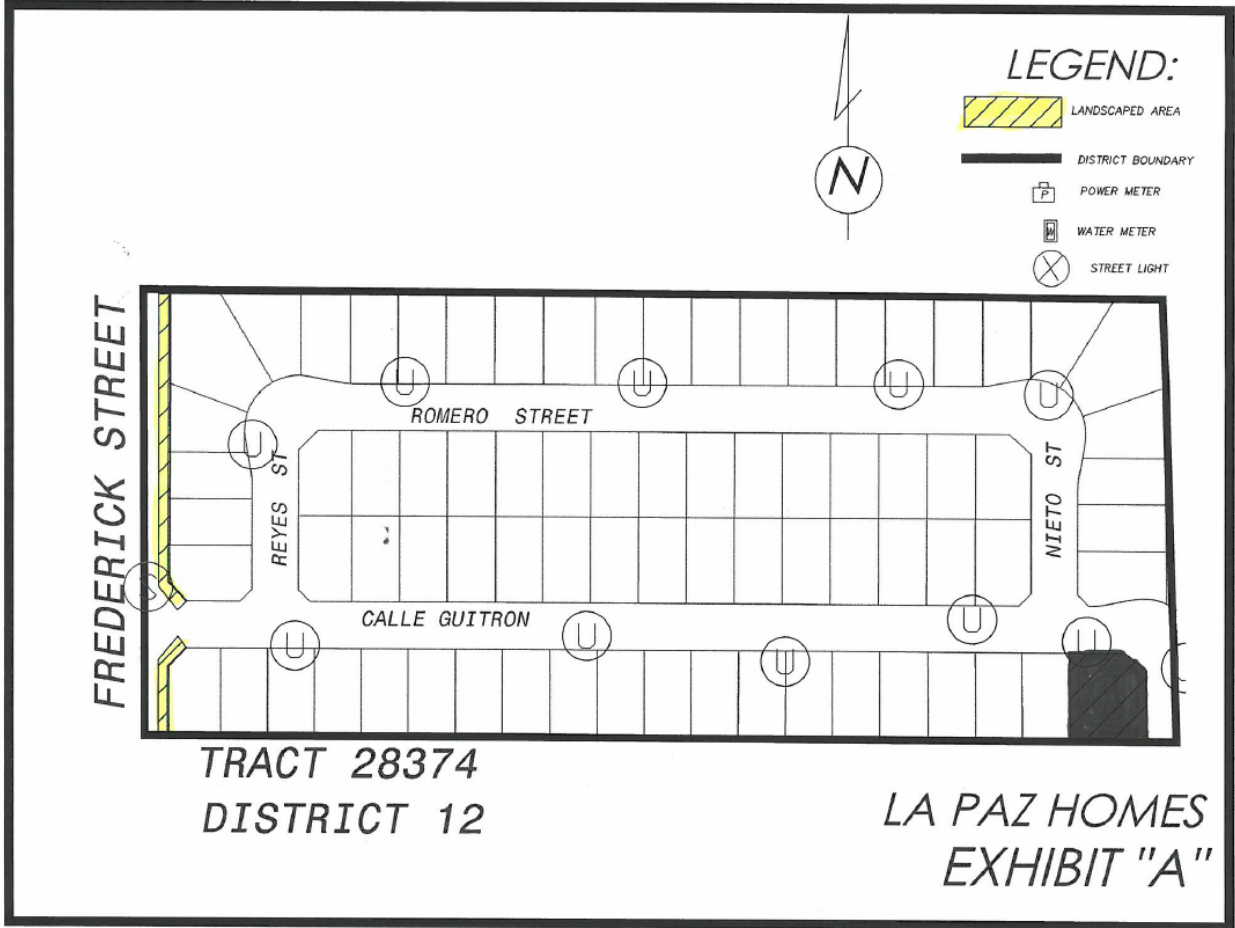 LEGEND:
LANDSCAPED AREA
DISTRICT BOUNDARY
P
POWER METER
W
WATER METER
X
STREET LIGHT
N
FREDERICK STREET
U
U
U
U
ROMERO STREET
U
REYES ST
NIETO ST
CALLE GUITRON
U
U
U
U
U
TRACT 28374
DISTRICT 12
LA PAZ HOMES
EXHIBIT "A"